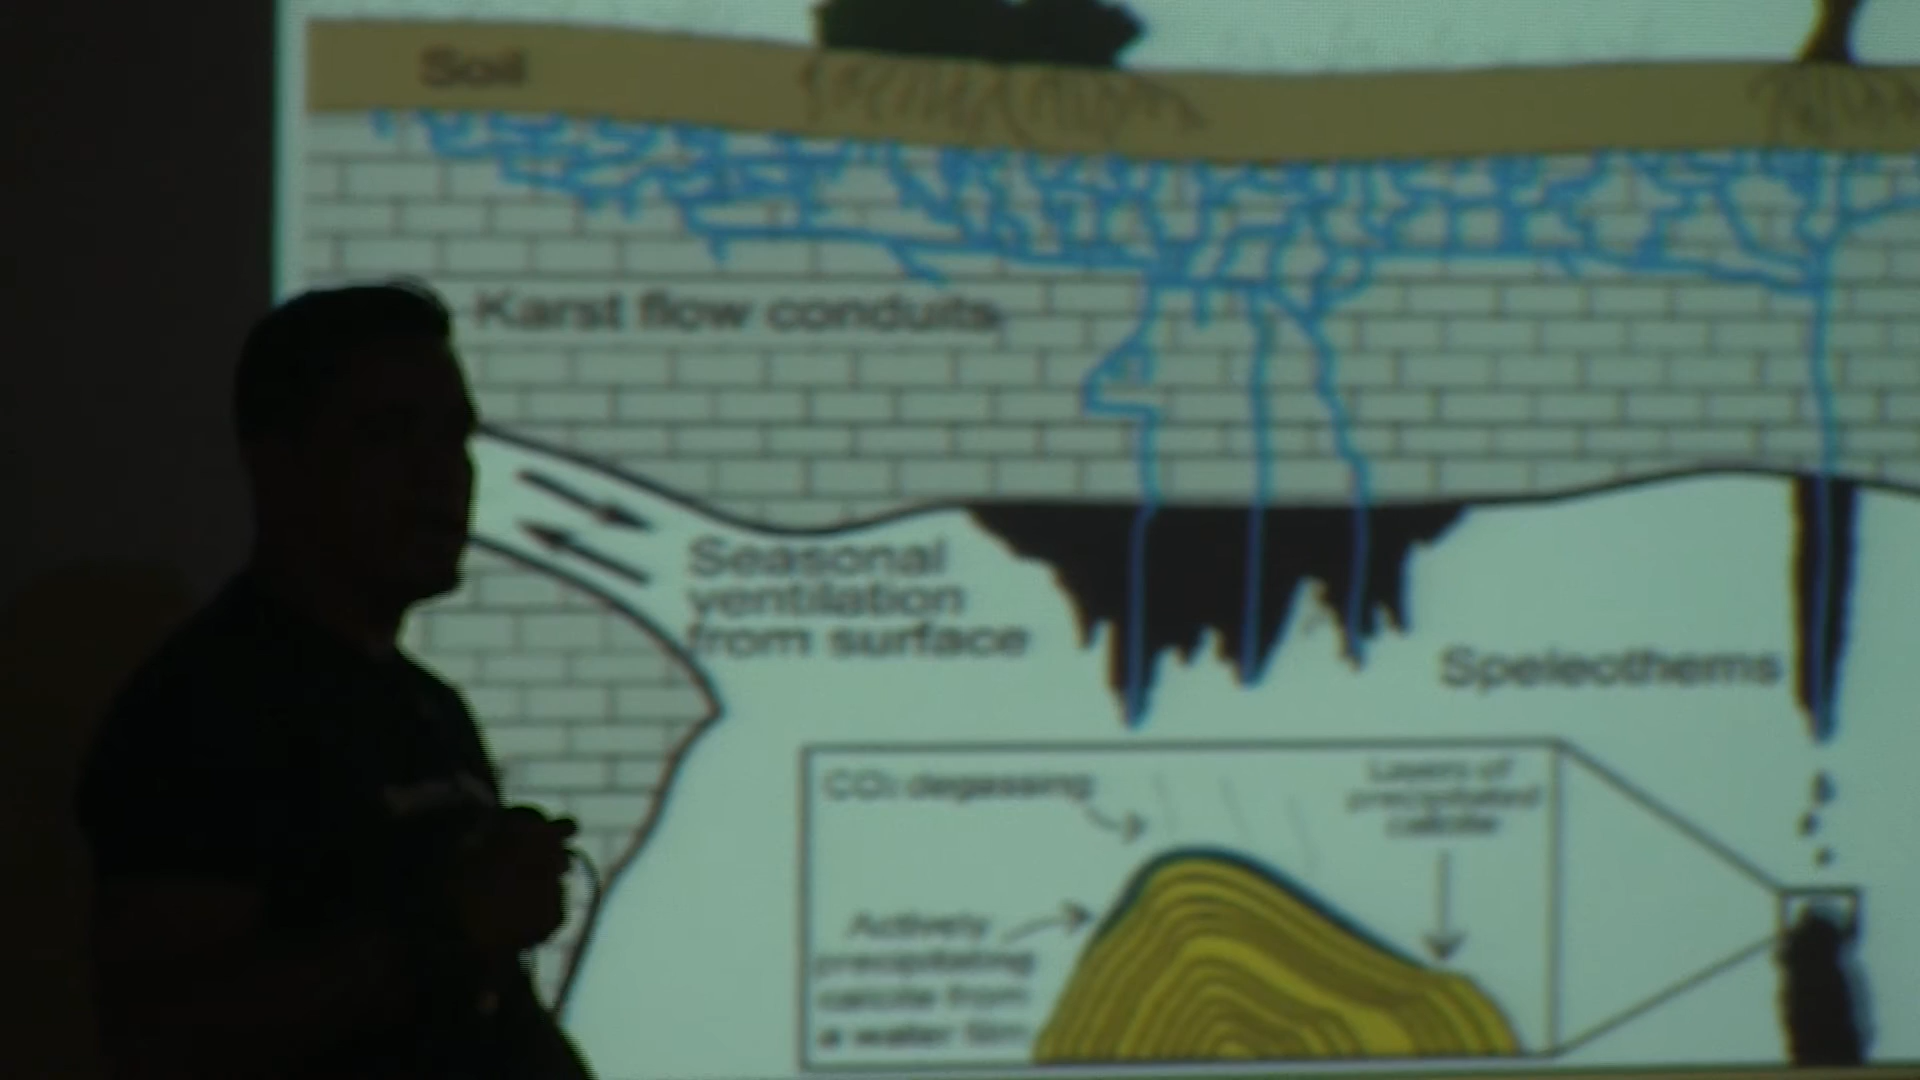 Soil
Karst flow conduits
Seasonal
ventilation
from surface
Speleothems
CO₂ degassing
Layers of
precipitated
calcite
Actively
precipitating
calcite from
a water film